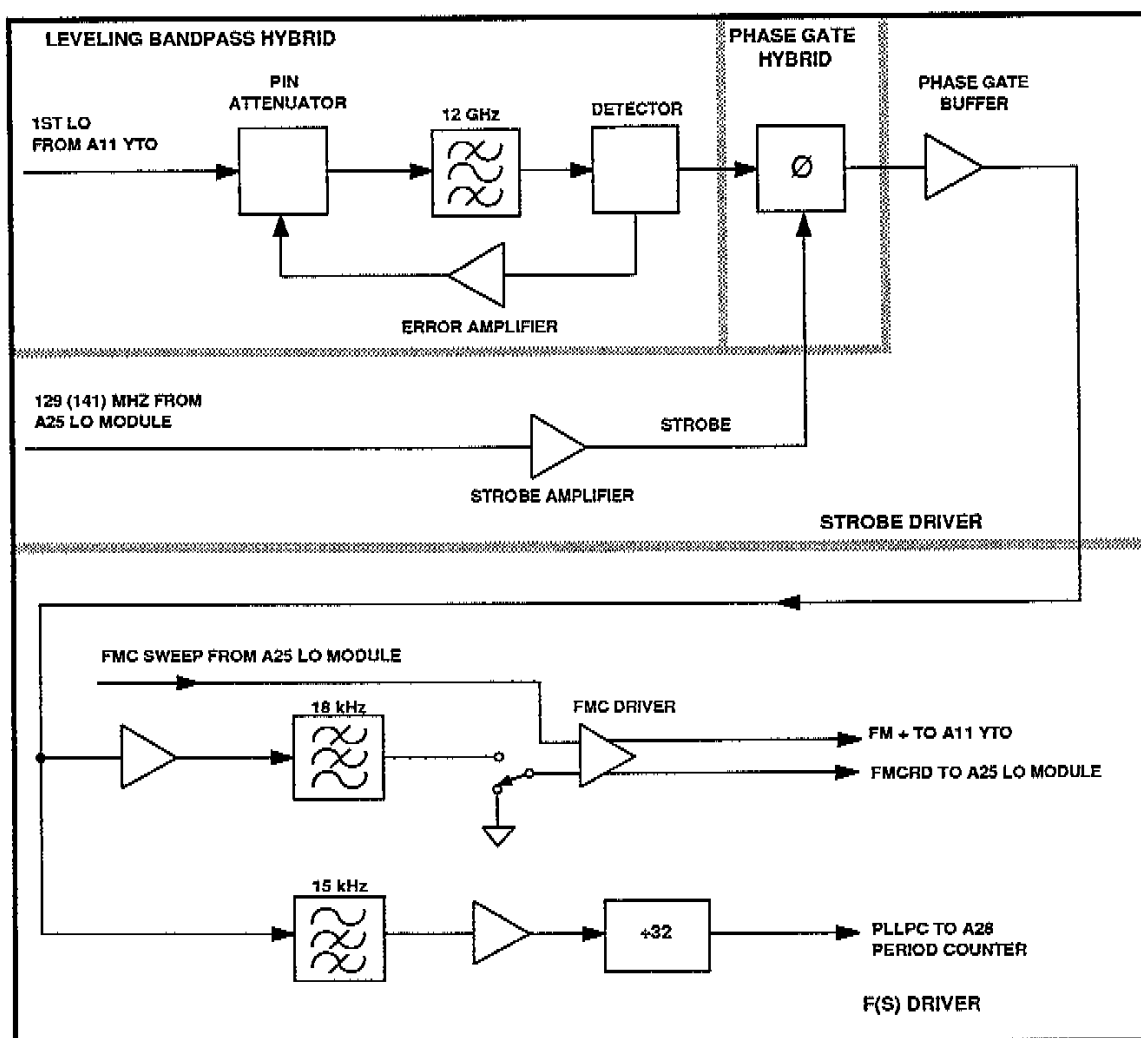 LEVELING BANDPASS HYBRID
PHASE GATE
HYBRID
PIN
ATTENUATOR
PHASE GATE
BUFFER
1ST LO
FROM A11 YTO
12 GHz
DETECTOR
Ø
ERROR AMPLIFIER
129 (141) MHZ FROM
A25 LO MODULE
STROBE
STROBE AMPLIFIER
STROBE DRIVER
FMC SWEEP FROM A25 LO MODULE
18 kHz
FMC DRIVER
FM + TO A11 YTO
FMCRD TO A25 LO MODULE
15 kHz
÷32
PLLPC TO A28
PERIOD COUNTER
F(S) DRIVER